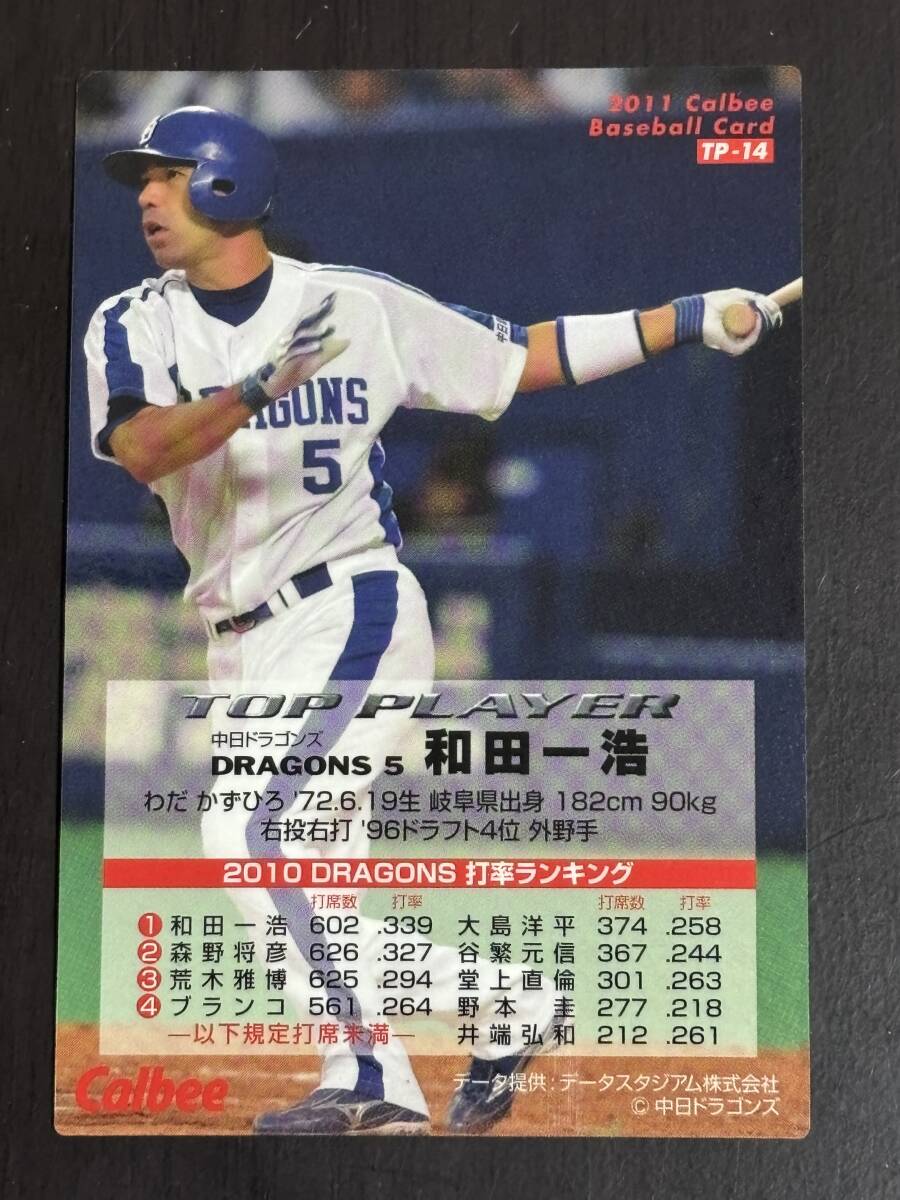 2011 Calbee
Baseball Card
TP-14
中日
DRAGONS
5
TOP PLAYER
中日ドラゴンズ
DRAGONS 5 和田一浩
わだ かずひろ '72.6.19生 岐阜県出身 182cm 90kg
右投右打 '96ドラフト4位 外野手
2010 DRAGONS 打率ランキング
打席数 打率 打席数 打率
1 和田一浩 602 .339 大島洋平 374 .258
2 森野将彦 626 .327 谷繁元信 367 .244
3 荒木雅博 625 .294 堂上直倫 301 .263
4 ブランコ 561 .264 野本 圭 277 .218
―以下規定打席未満― 井端弘和 212 .261
Calbee
データ提供：データスタジアム株式会社
© 中日ドラゴンズ